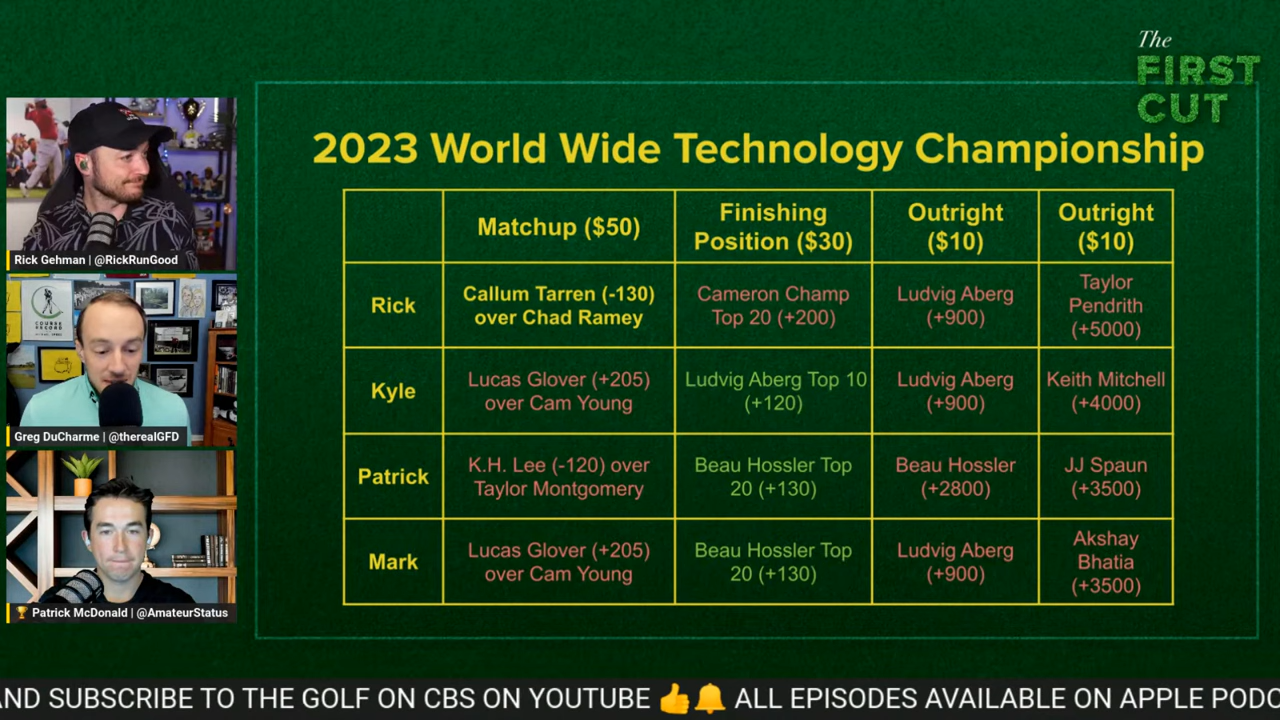 The
FIRST
CUT
2023 World Wide Technology Championship
Matchup ($50)
Finishing
Position ($30)
Outright
($10)
Outright
($10)
Rick
Callum Tarren (-130)
over Chad Ramey
Cameron Champ
Top 20 (+200)
Ludvig Aberg
(+900)
Taylor
Pendrith
(+5000)
Kyle
Lucas Glover (+205)
over Cam Young
Ludvig Aberg Top 10
(+120)
Ludvig Aberg
(+900)
Keith Mitchell
(+4000)
Patrick
K.H. Lee (-120) over
Taylor Montgomery
Beau Hossler Top
20 (+130)
Beau Hossler
(+2800)
JJ Spaun
(+3500)
Mark
Lucas Glover (+205)
over Cam Young
Beau Hossler Top
20 (+130)
Ludvig Aberg
(+900)
Akshay
Bhatia
(+3500)
Rick Gehman | @RickRunGood
COURSE
RECORD
Greg DuCharme | @therealGFD
🏆 Patrick McDonald | @AmateurStatus
AND SUBSCRIBE TO THE GOLF ON CBS ON YOUTUBE 👍🔔 ALL EPISODES AVAILABLE ON APPLE PODC